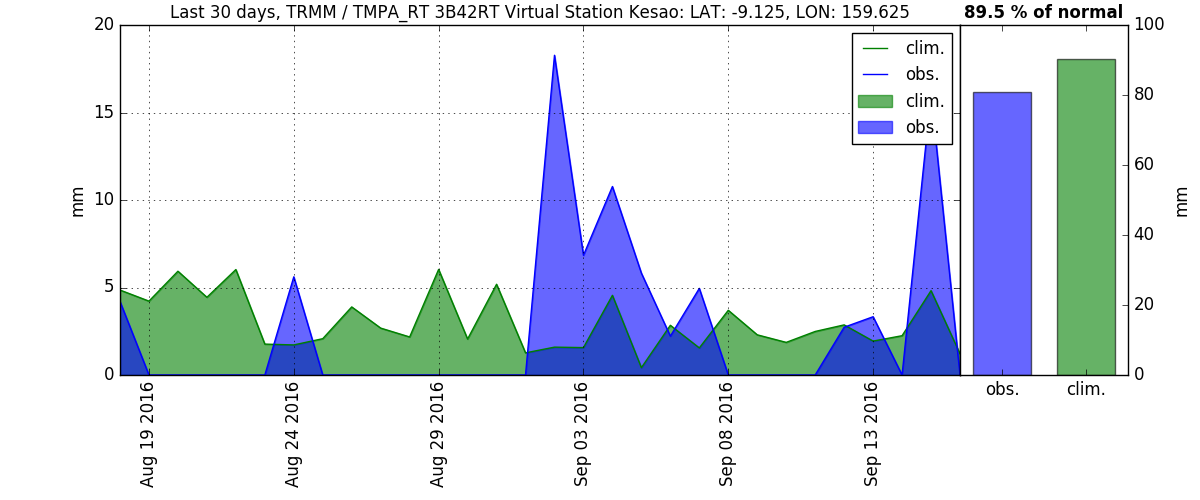 Last 30 days, TRMM / TMPA_RT 3B42RT Virtual Station Kesao: LAT: -9.125, LON: 159.625
89.5 % of normal
20
15
10
5
0
mm
clim.
obs.
clim.
obs.
100
80
60
40
20
0
mm
obs.
clim.
Aug 19 2016
Aug 24 2016
Aug 29 2016
Sep 03 2016
Sep 08 2016
Sep 13 2016